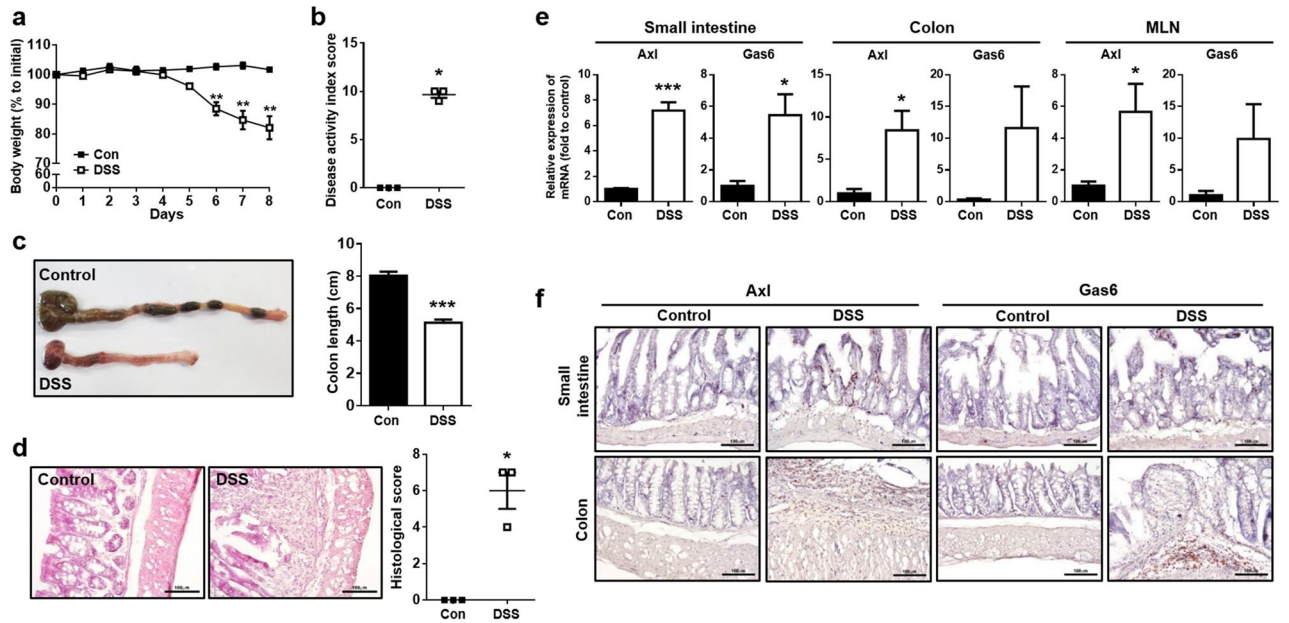 a
Body weight (% to initial)
110
100
90
80
70
60
0
Con
DSS
0 1 2 3 4 5 6 7 8
Days
** ** **
b
Disease activity index score
15
10
5
0
*
Con DSS
c
Control
DSS
Colon length (cm)
10
8
6
4
2
0
***
Con DSS
d
Control
DSS
100㎛
100㎛
Histological score
8
6
4
2
0
*
Con DSS
e
Small intestine
Colon
MLN
Axl
Gas6
Axl
Gas6
Axl
Gas6
Relative expression of
mRNA (fold to control)
10
8
6
4
2
0
***
Con DSS
8
6
4
2
0
*
Con DSS
15
10
5
0
*
Con DSS
20
15
10
5
0
Con DSS
8
6
4
2
0
*
Con DSS
20
15
10
5
0
Con DSS
f
Axl
Gas6
Control
DSS
Control
DSS
Small
intestine
Colon